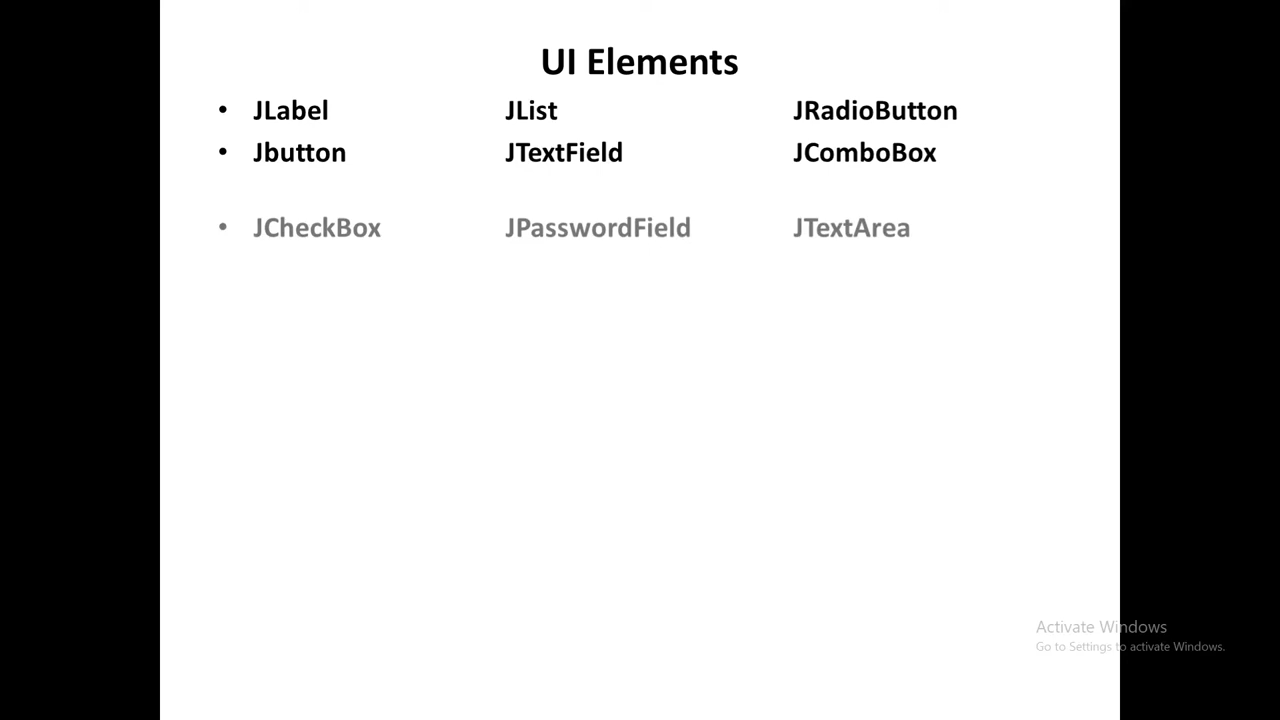 UI Elements
• JLabel JList JRadioButton
• Jbutton JTextField JComboBox
• JCheckBox JPasswordField JTextArea
Activate Windows
Go to Settings to activate Windows.